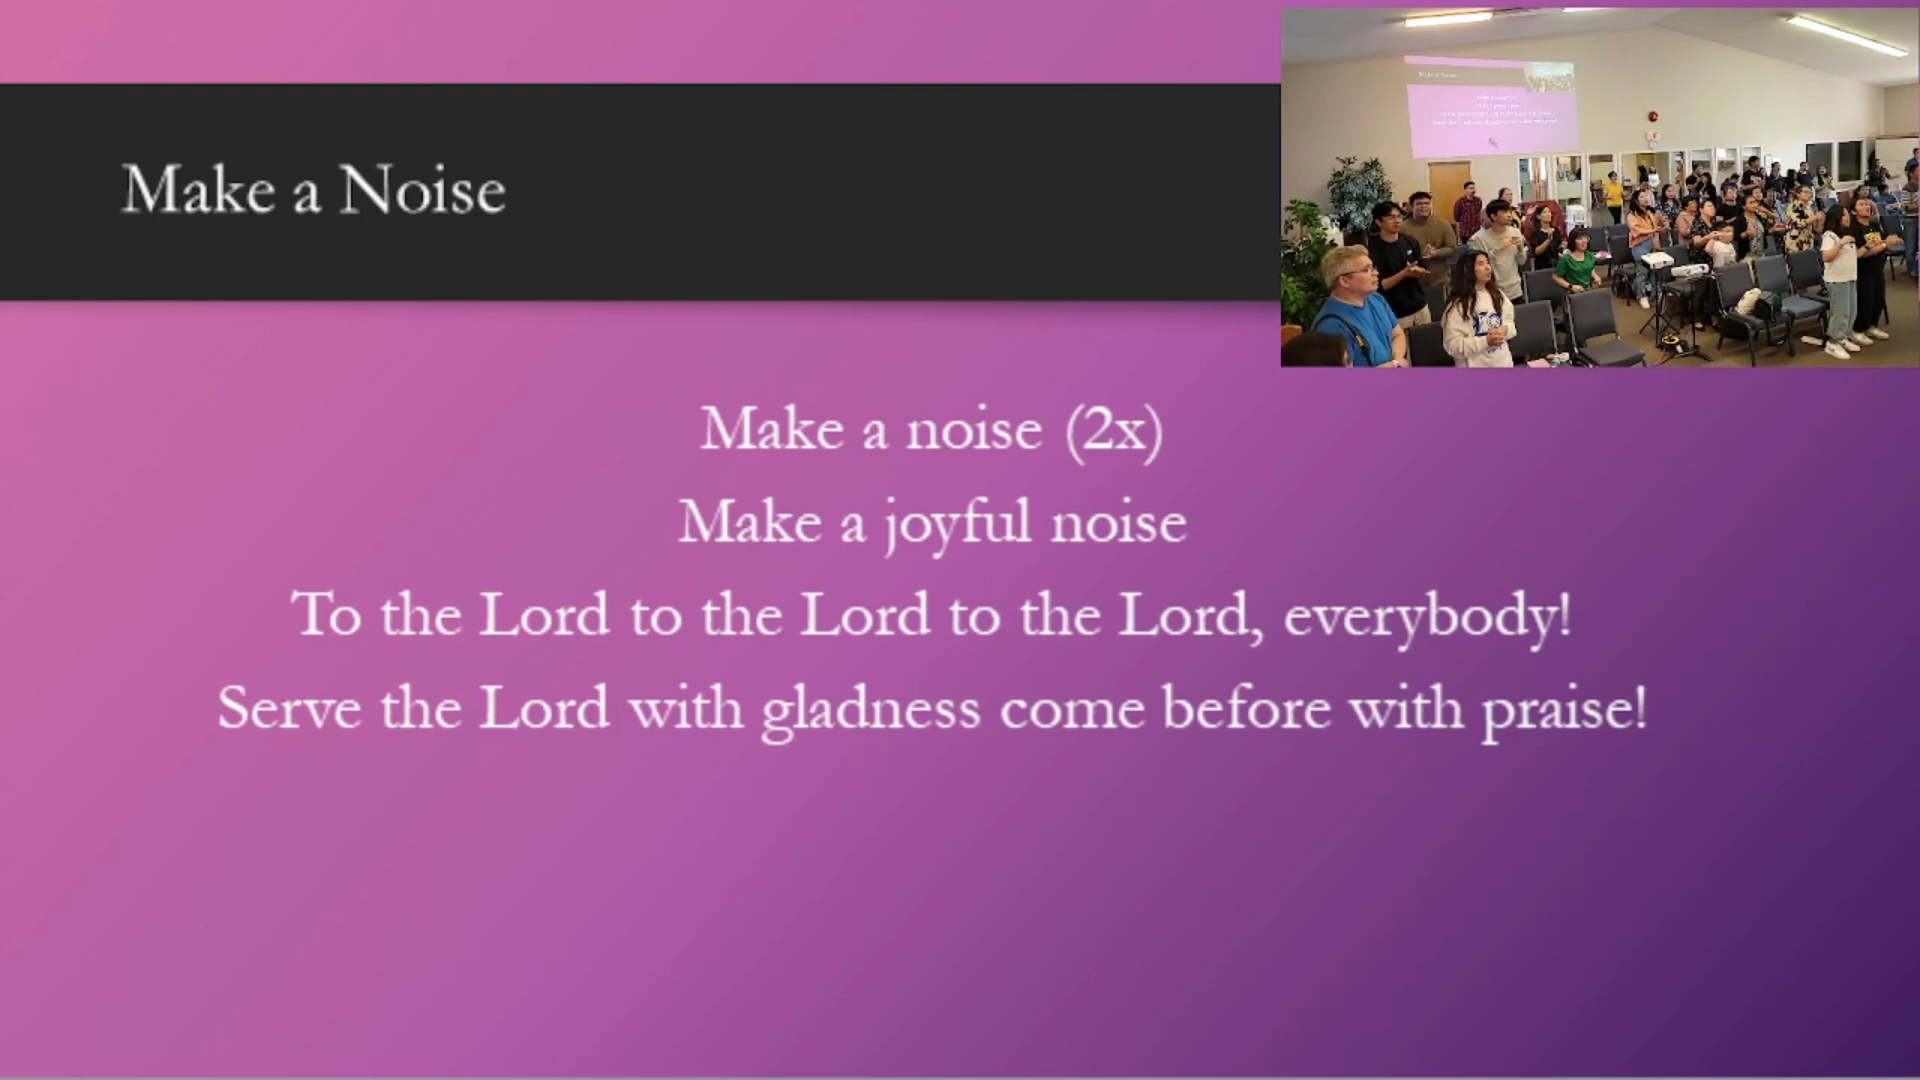 Make a Noise
Make a noise (2x)
Make a joyful noise
To the Lord to the Lord to the Lord, everybody!
Serve the Lord with gladness come before with praise!